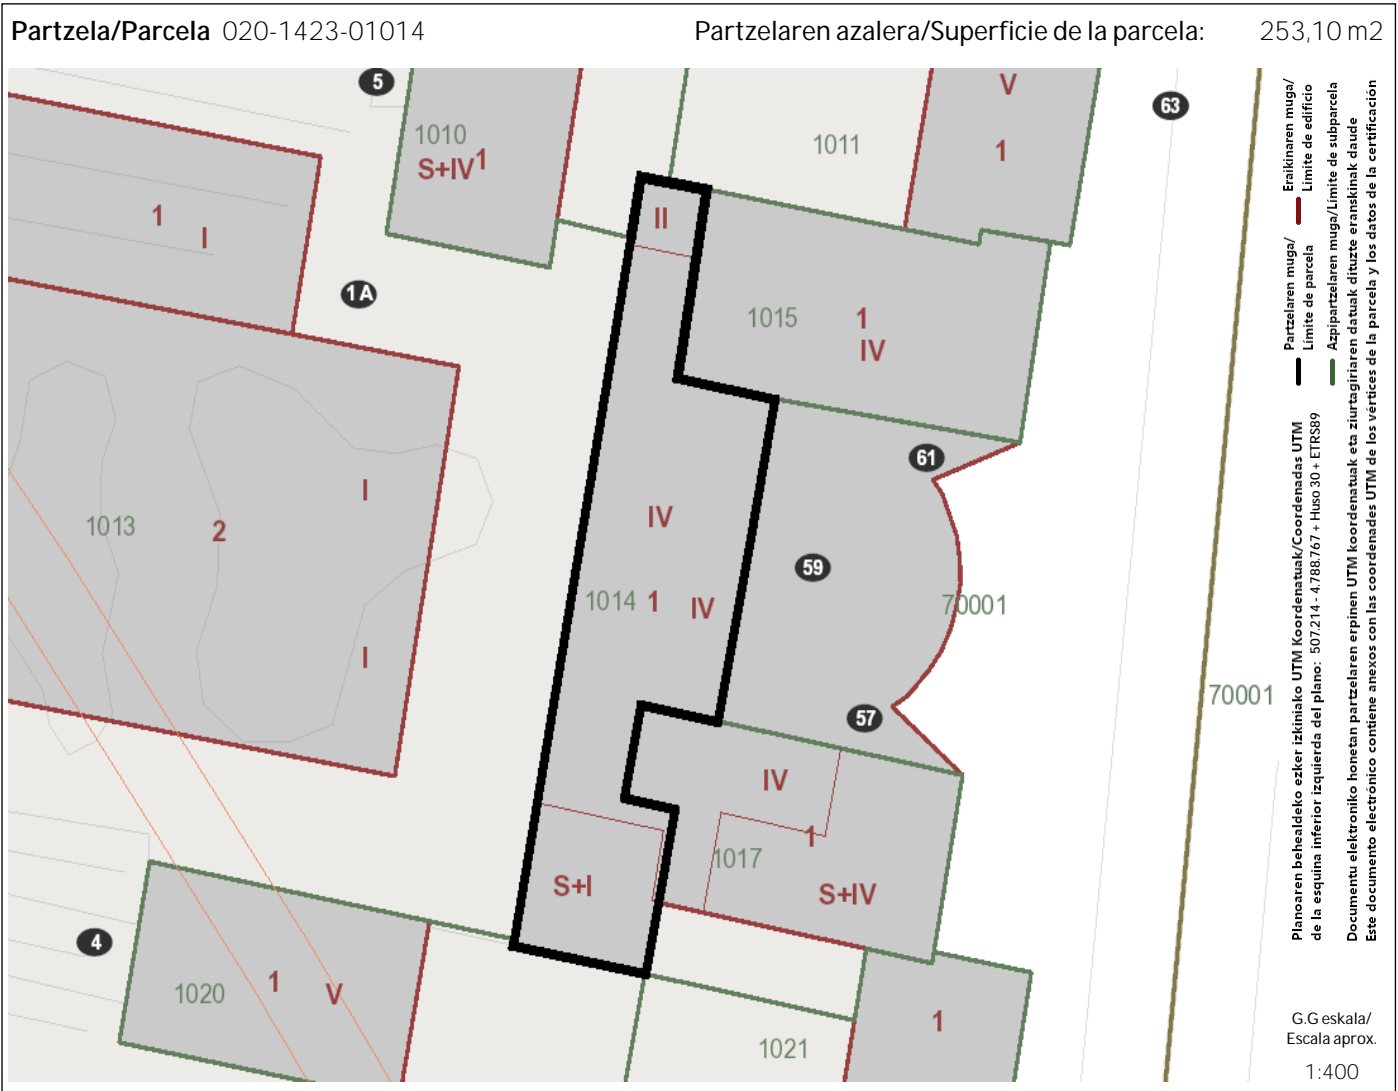 Partzela/Parcela 020-1423-01014 Partzelaren azalera/Superficie de la parcela: 253,10 m2
5
63
1010
S+IV 1
1011
V
1
1
I
II
1A
1015
1
IV
61
I
IV
1013
2
59
1014 1 IV
70001
I
70001
57
IV
1
1017
S+I
S+IV
4
1020
1
V
1
1021
Planoaren behealdeko ezker izkiniako UTM Koordenatuak/Coordenadas UTM
de la esquina inferior izquierda del plano: 507.214 - 4.788.767 + Huso 30 + ETRS89
Partzelaren muga/
Límite de parcela
Eraikinaren muga/
Límite de edificio
Azpipartzelaren muga/Límite de subparcela
Documentu elektroniko honetan partzelaren erpinen UTM koordenatuak eta ziurtagiriaren datuak dituzte eranskinak daude
Este documento electrónico contiene anexos con las coordenades UTM de los vértices de la parcela y los datos de la certificación
G.G eskala/
Escala aprox.
1:400